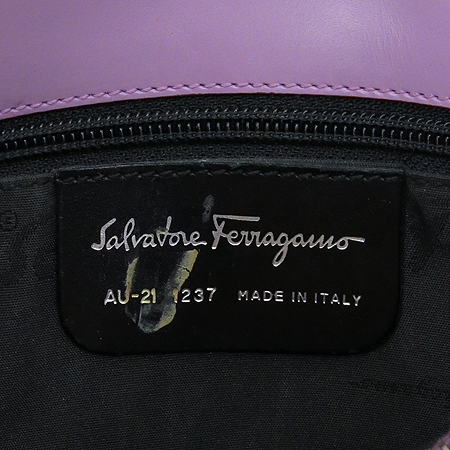 Salvatore Ferragamo
AU-21 1237 MADE IN ITALY